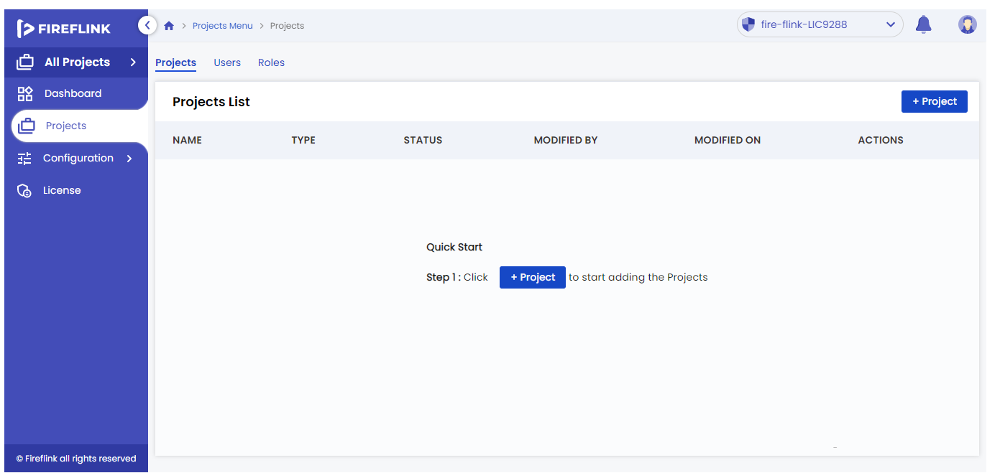 FIREFLINK
Projects Menu > Projects
fire-flink-LIC9288
All Projects
Dashboard
Projects
Configuration
License
© Fireflink all rights reserved
Projects Users Roles
Projects List
+ Project
NAME TYPE STATUS MODIFIED BY MODIFIED ON ACTIONS
Quick Start
Step 1 : Click + Project to start adding the Projects